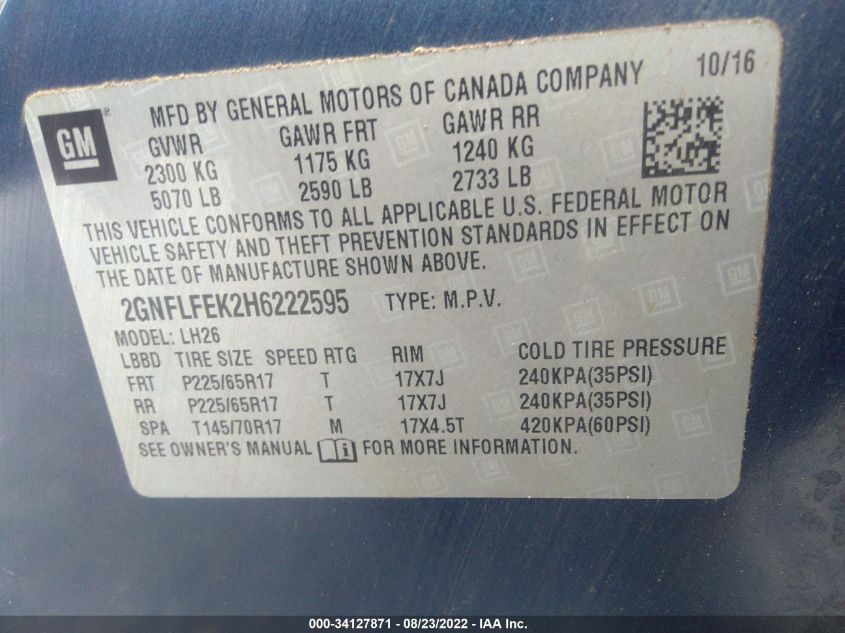 10/16
GM
®
MFD BY GENERAL MOTORS OF CANADA COMPANY
GVWR GAWR FRT GAWR RR
2300 KG 1175 KG 1240 KG
5070 LB 2590 LB 2733 LB
THIS VEHICLE CONFORMS TO ALL APPLICABLE U.S. FEDERAL MOTOR
VEHICLE SAFETY AND THEFT PREVENTION STANDARDS IN EFFECT ON
THE DATE OF MANUFACTURE SHOWN ABOVE.
2GNFLFEK2H6222595 TYPE: M.P.V.
MODEL: LH26
LBBD TIRE SIZE SPEED RTG RIM COLD TIRE PRESSURE
FRT P225/65R17 T 17X7J 240KPA(35PSI)
RR P225/65R17 T 17X7J 240KPA(35PSI)
SPA T145/70R17 M 17X4.5T 420KPA(60PSI)
SEE OWNER'S MANUAL i FOR MORE INFORMATION.
000-34127871 - 08/23/2022 - IAA Inc.